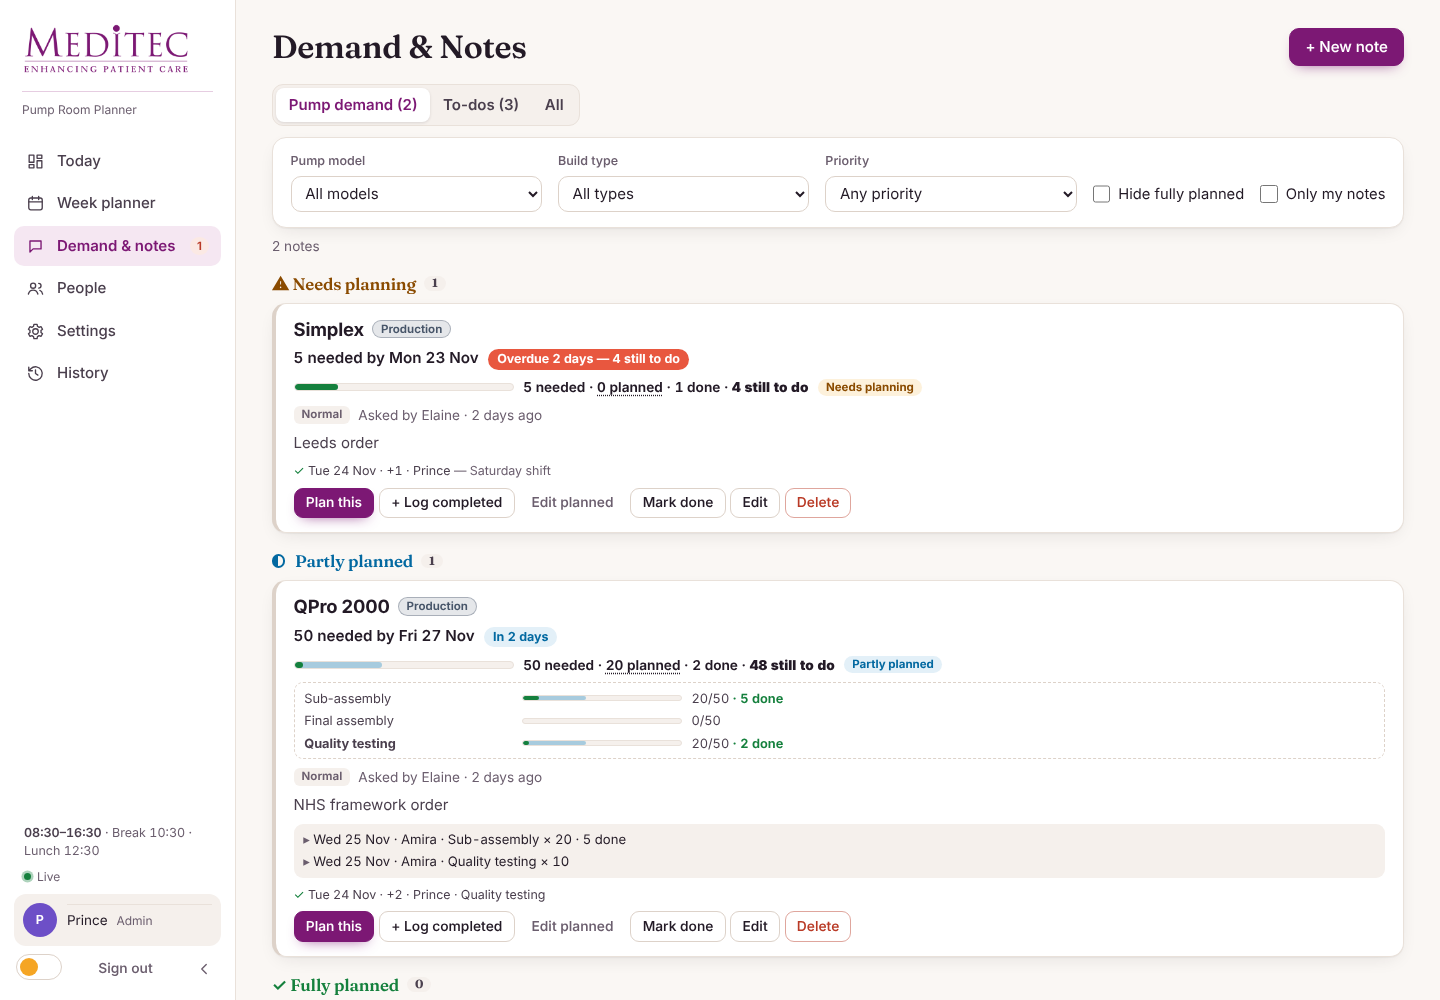 MEDiTEC
ENHANCING PATIENT CARE
Pump Room Planner
Today
Week planner
Demand & notes 1
People
Settings
History
08:30–16:30 · Break 10:30 ·
Lunch 12:30
Live
P Prince Admin
Sign out
Demand & Notes
+ New note
Pump demand (2) To-dos (3) All
Pump model Build type Priority
All models All types Any priority Hide fully planned Only my notes
2 notes
Needs planning 1
Simplex Production
5 needed by Mon 23 Nov Overdue 2 days — 4 still to do
5 needed · 0 planned · 1 done · 4 still to do Needs planning
Normal Asked by Elaine · 2 days ago
Leeds order
✓ Tue 24 Nov · +1 · Prince — Saturday shift
Plan this + Log completed Edit planned Mark done Edit Delete
Partly planned 1
QPro 2000 Production
50 needed by Fri 27 Nov In 2 days
50 needed · 20 planned · 2 done · 48 still to do Partly planned
Sub-assembly 20/50 · 5 done
Final assembly 0/50
Quality testing 20/50 · 2 done
Normal Asked by Elaine · 2 days ago
NHS framework order
▸ Wed 25 Nov · Amira · Sub-assembly × 20 · 5 done
▸ Wed 25 Nov · Amira · Quality testing × 10
✓ Tue 24 Nov · +2 · Prince · Quality testing
Plan this + Log completed Edit planned Mark done Edit Delete
✓ Fully planned 0